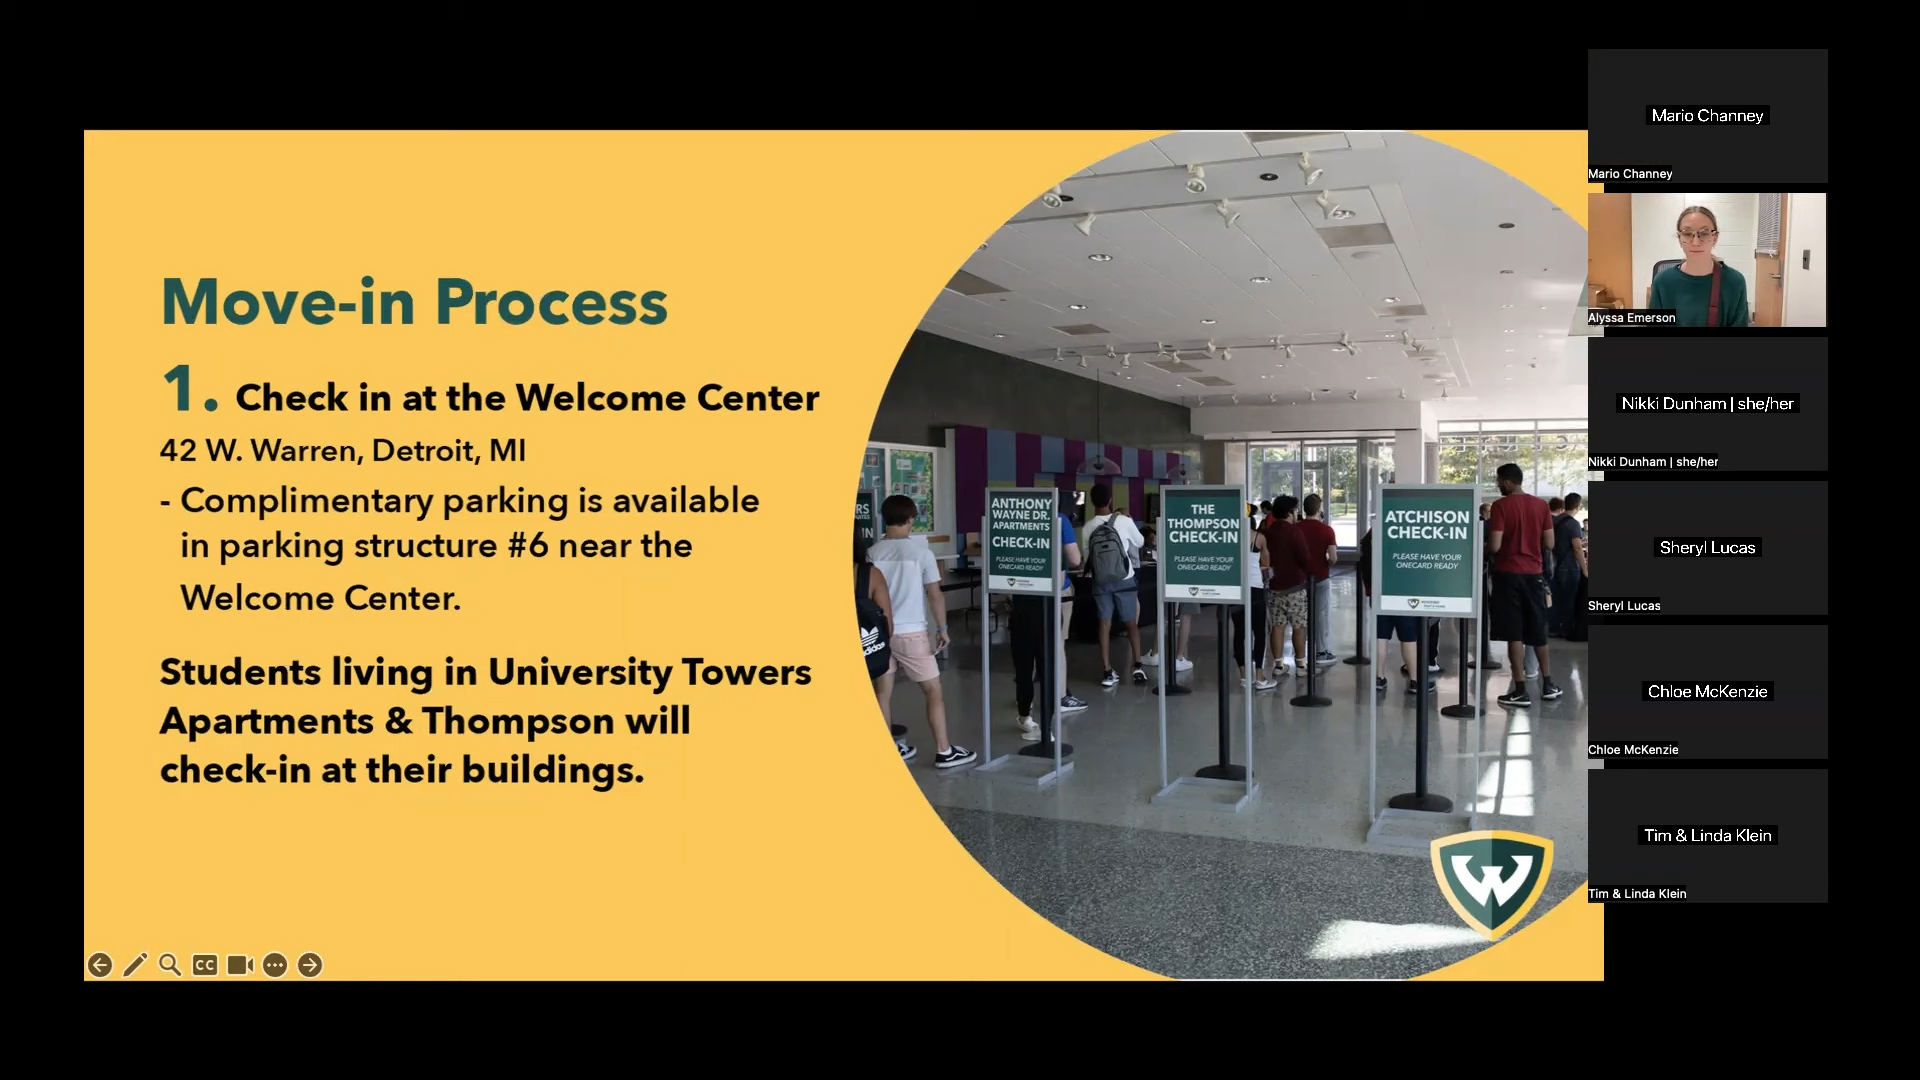 Move-in Process
1. Check in at the Welcome Center
42 W. Warren, Detroit, MI
- Complimentary parking is available
in parking structure #6 near the
Welcome Center.
Students living in University Towers
Apartments & Thompson will
check-in at their buildings.
ANTHONY
WAYNE DR.
APARTMENTS
CHECK-IN
PLEASE HAVE YOUR
ONECARD READY
THE
THOMPSON
CHECK-IN
PLEASE HAVE YOUR
ONECARD READY
ATCHISON
CHECK-IN
PLEASE HAVE YOUR
ONECARD READY
adidas
W
CC
Mario Channey
Mario Channey
Alyssa Emerson
Nikki Dunham | she/her
Nikki Dunham | she/her
Sheryl Lucas
Sheryl Lucas
Chloe McKenzie
Chloe McKenzie
Tim & Linda Klein
Tim & Linda Klein